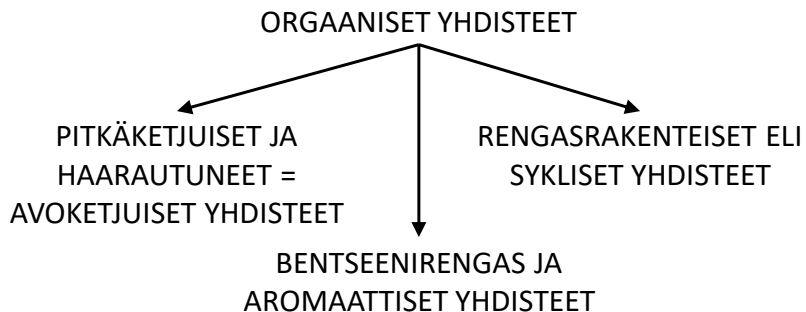 ORGAANISET YHDISTEET
PITKÄKETJUISET JA
HAARAUTUNEET =
AVOKETJUISET YHDISTEET
RENGASRAKENTEISET ELI
SYKLISET YHDISTEET
BENTSEENIRENGAS JA
AROMAATTISET YHDISTEET